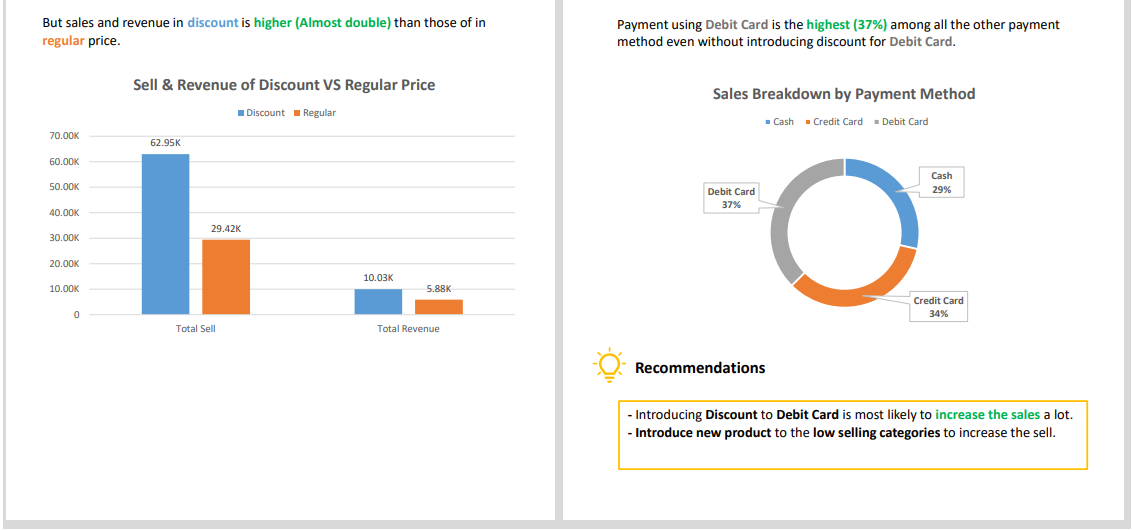 But sales and revenue in discount is higher (Almost double) than those of in
regular price.
Sell & Revenue of Discount VS Regular Price
Discount Regular
70.00K
60.00K
50.00K
40.00K
30.00K
20.00K
10.00K
0
62.95K
29.42K
10.03K
5.88K
Total Sell Total Revenue
Payment using Debit Card is the highest (37%) among all the other payment
method even without introducing discount for Debit Card.
Sales Breakdown by Payment Method
Cash Credit Card Debit Card
Cash
29%
Debit Card
37%
Credit Card
34%
Recommendations
- Introducing Discount to Debit Card is most likely to increase the sales a lot.
- Introduce new product to the low selling categories to increase the sell.